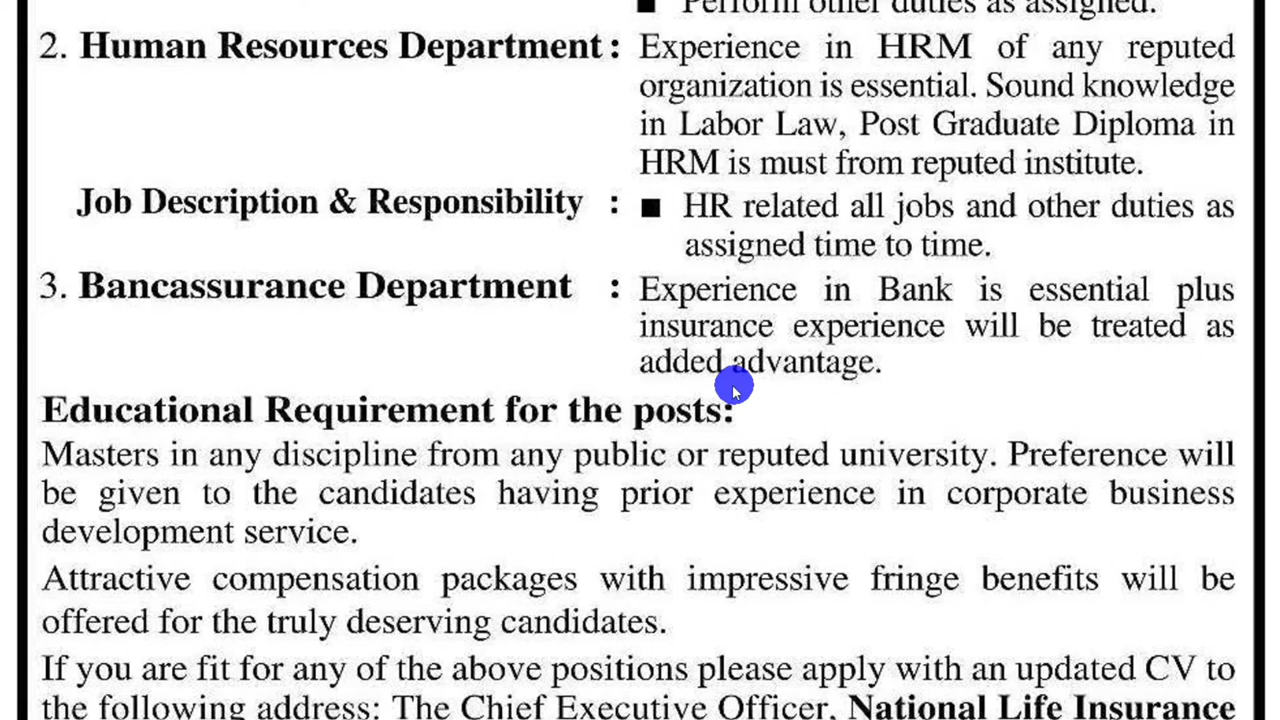 ■ Perform other duties as assigned.
2. Human Resources Department : Experience in HRM of any reputed
organization is essential. Sound knowledge
in Labor Law, Post Graduate Diploma in
HRM is must from reputed institute.
Job Description & Responsibility : ■ HR related all jobs and other duties as
assigned time to time.
3. Bancassurance Department : Experience in Bank is essential plus
insurance experience will be treated as
added advantage.
Educational Requirement for the posts:
Masters in any discipline from any public or reputed university. Preference will
be given to the candidates having prior experience in corporate business
development service.
Attractive compensation packages with impressive fringe benefits will be
offered for the truly deserving candidates.
If you are fit for any of the above positions please apply with an updated CV to
the following address: The Chief Executive Officer, National Life Insurance